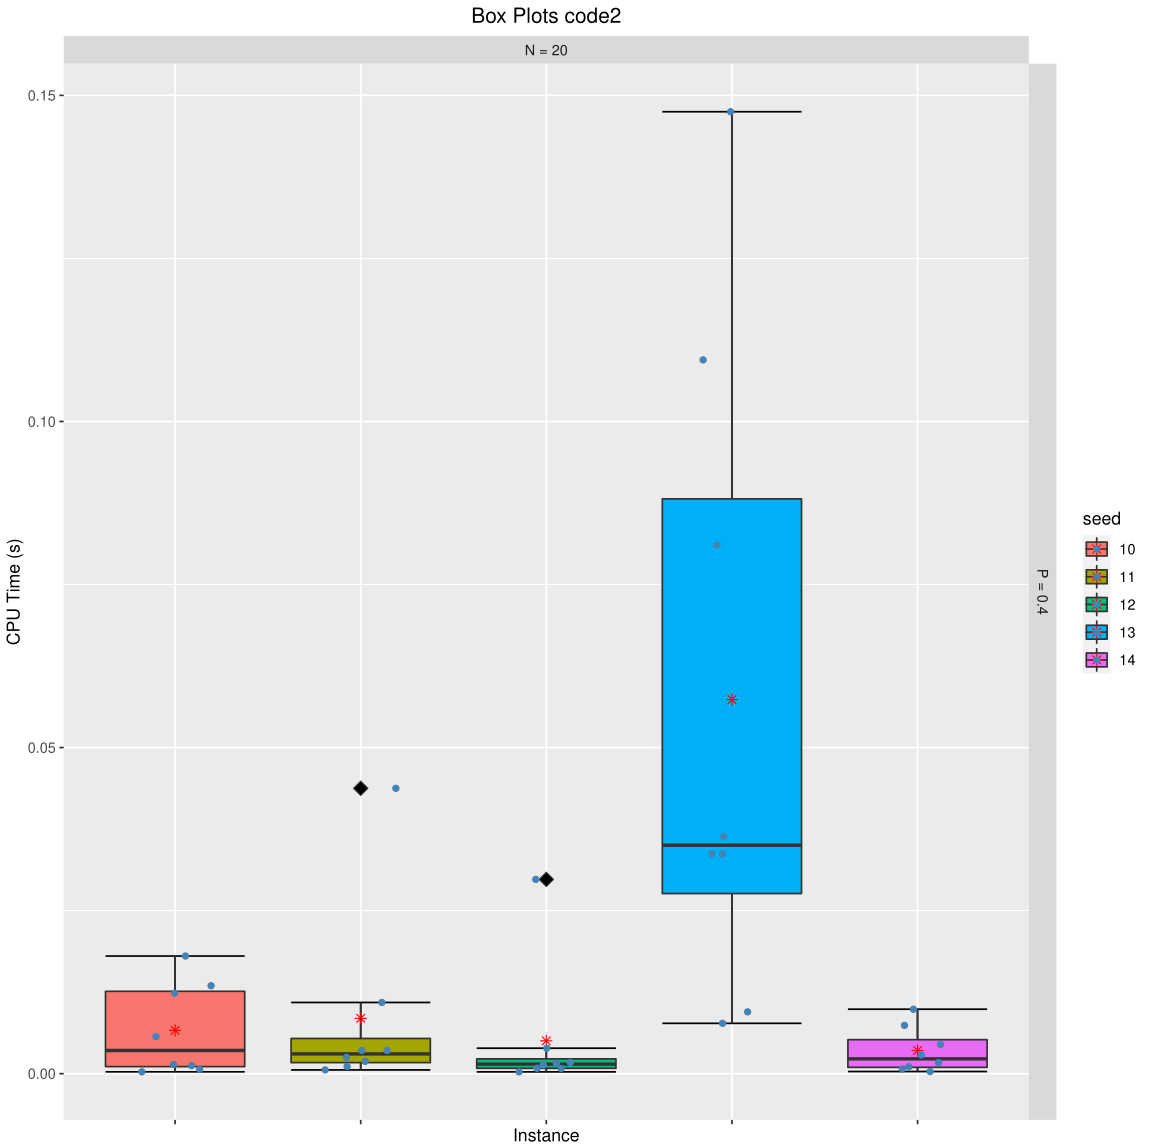 Box Plots code2
N = 20
0.15
0.10
0.05
0.00
CPU Time (s)
Instance
P = 0.4
seed
10
11
12
13
14